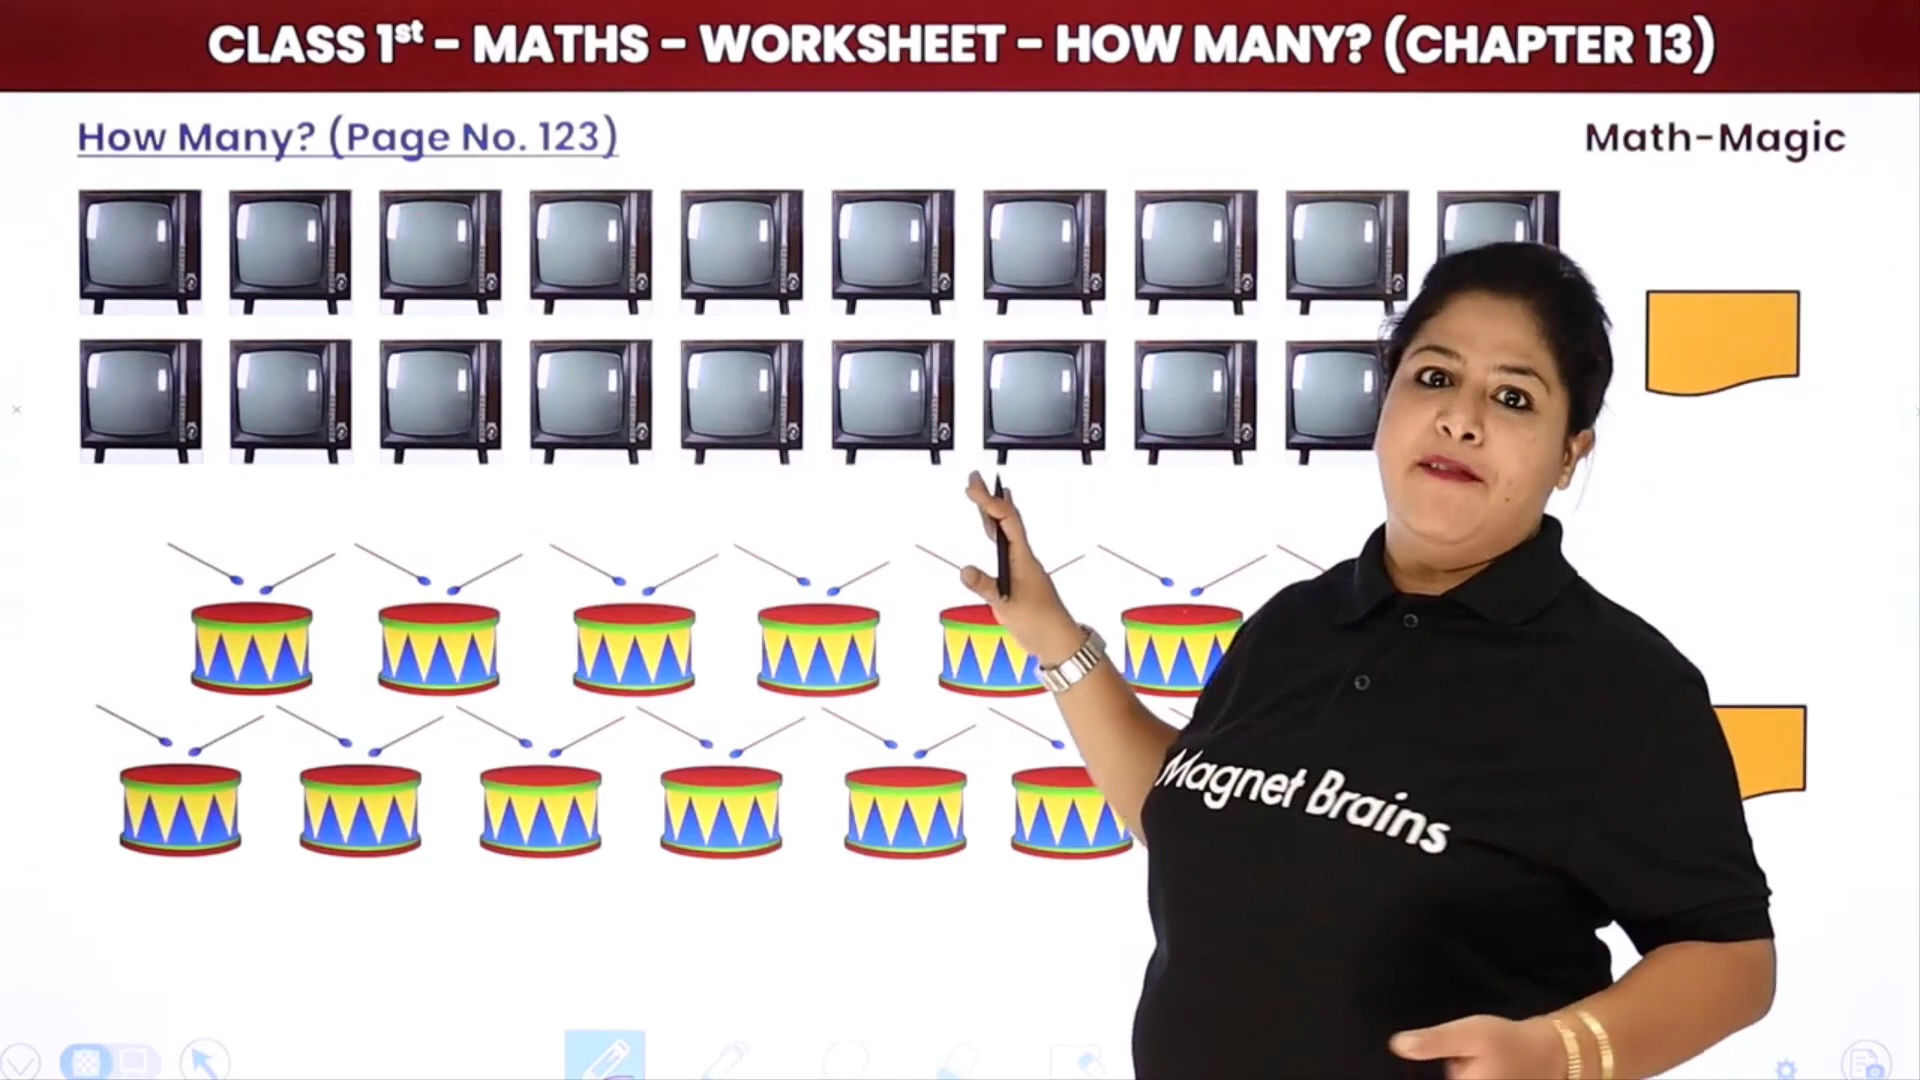 CLASS 1st - MATHS - WORKSHEET - HOW MANY? (CHAPTER 13)
How Many? (Page No. 123)
Math-Magic
Magnet Brains